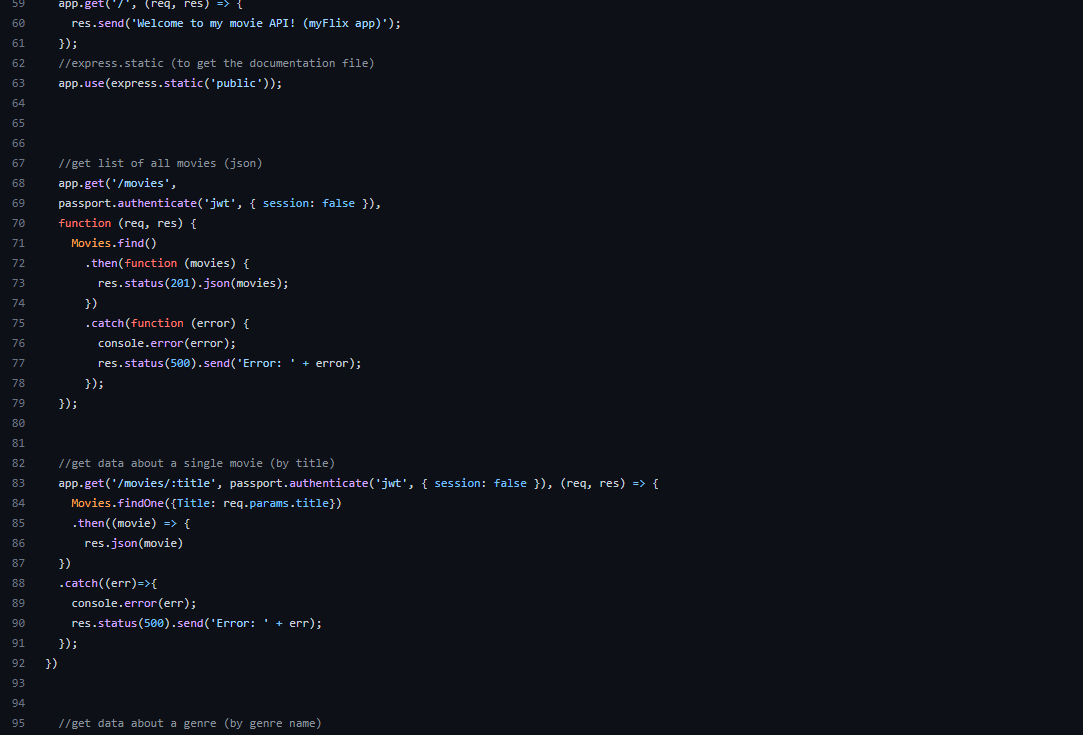 59 app.get('/', (req, res) => {
60 res.send('Welcome to my movie API! (myFlix app)');
61 });
62 //express.static (to get the documentation file)
63 app.use(express.static('public'));
64
65
66
67 //get list of all movies (json)
68 app.get('/movies',
69 passport.authenticate('jwt', { session: false }),
70 function (req, res) {
71 Movies.find()
72 .then(function (movies) {
73 res.status(201).json(movies);
74 })
75 .catch(function (error) {
76 console.error(error);
77 res.status(500).send('Error: ' + error);
78 });
79 });
80
81
82 //get data about a single movie (by title)
83 app.get('/movies/:title', passport.authenticate('jwt', { session: false }), (req, res) => {
84 Movies.findOne({Title: req.params.title})
85 .then((movie) => {
86 res.json(movie)
87 })
88 .catch((err)=>{
89 console.error(err);
90 res.status(500).send('Error: ' + err);
91 });
92 })
93
94
95 //get data about a genre (by genre name)